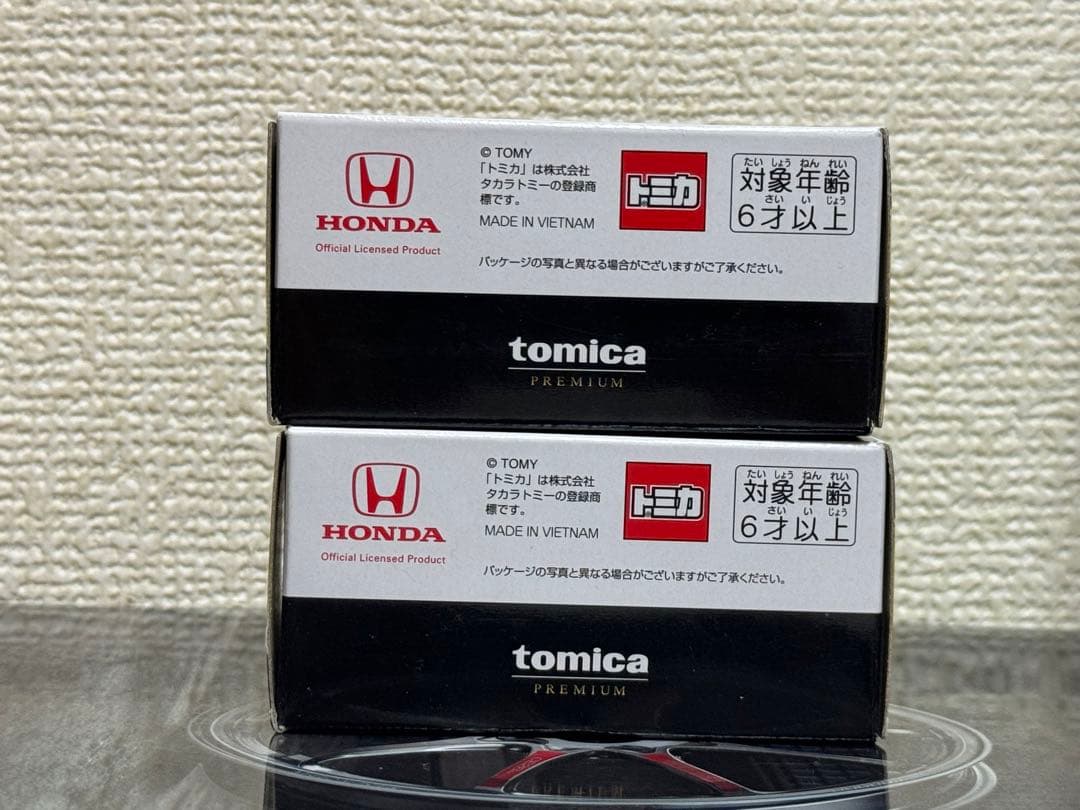 HONDA
Official Licensed Product
© TOMY
「トミカ」は株式会社
タカラトミーの登録商
標です。
MADE IN VIETNAM
トミカ
たい しょう ねん れい
対象年齢
さい い じょう
6才以上
パッケージの写真と異なる場合がございますがご了承ください。
tomica
PREMIUM
HONDA
Official Licensed Product
© TOMY
「トミカ」は株式会社
タカラトミーの登録商
標です。
MADE IN VIETNAM
トミカ
たい しょう ねん れい
対象年齢
さい い じょう
6才以上
パッケージの写真と異なる場合がございますがご了承ください。
tomica
PREMIUM